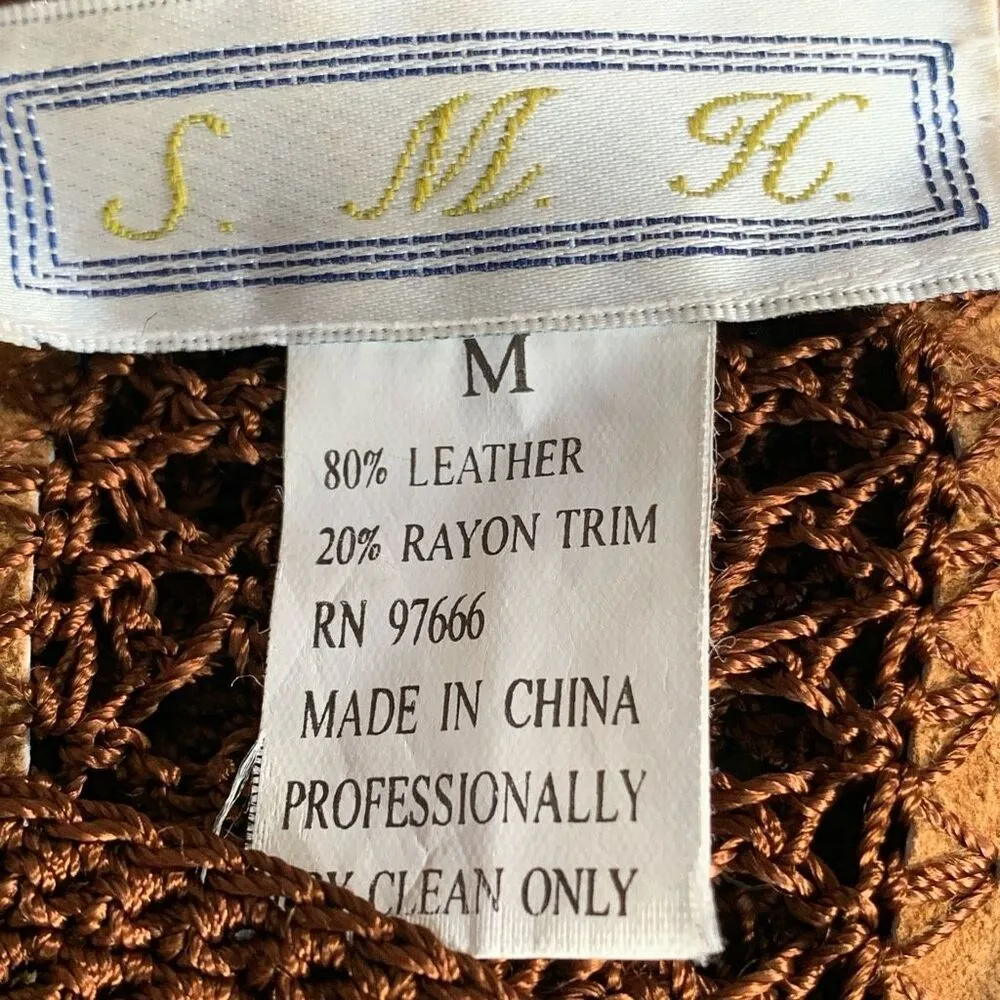 S. M. H.
M
80% LEATHER
20% RAYON TRIM
RN 97666
MADE IN CHINA
PROFESSIONALLY
CLEAN ONLY